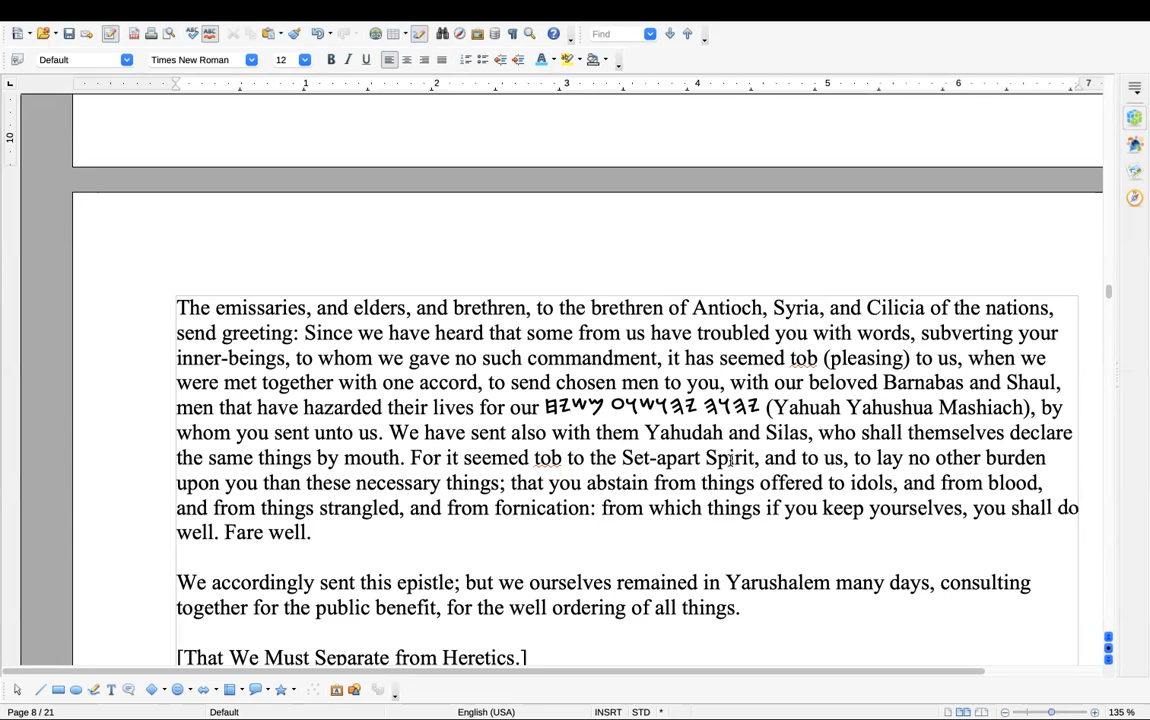 Find
Default
Times New Roman
12
1 2 3 4 5 6 7
10
The emissaries, and elders, and brethren, to the brethren of Antioch, Syria, and Cilicia of the nations,
send greeting: Since we have heard that some from us have troubled you with words, subverting your
inner-beings, to whom we gave no such commandment, it has seemed tob (pleasing) to us, when we
were met together with one accord, to send chosen men to you, with our beloved Barnabas and Shaul,
men that have hazarded their lives for our (Yahuah Yahushua Mashiach), by
whom you sent unto us. We have sent also with them Yahudah and Silas, who shall themselves declare
the same things by mouth. For it seemed tob to the Set-apart Spirit, and to us, to lay no other burden
upon you than these necessary things; that you abstain from things offered to idols, and from blood,
and from things strangled, and from fornication: from which things if you keep yourselves, you shall do
well. Fare well.
We accordingly sent this epistle; but we ourselves remained in Yarushalem many days, consulting
together for the public benefit, for the well ordering of all things.
[That We Must Separate from Heretics.]
Page 8 / 21
Default
English (USA)
INSRT
STD
*
135 %